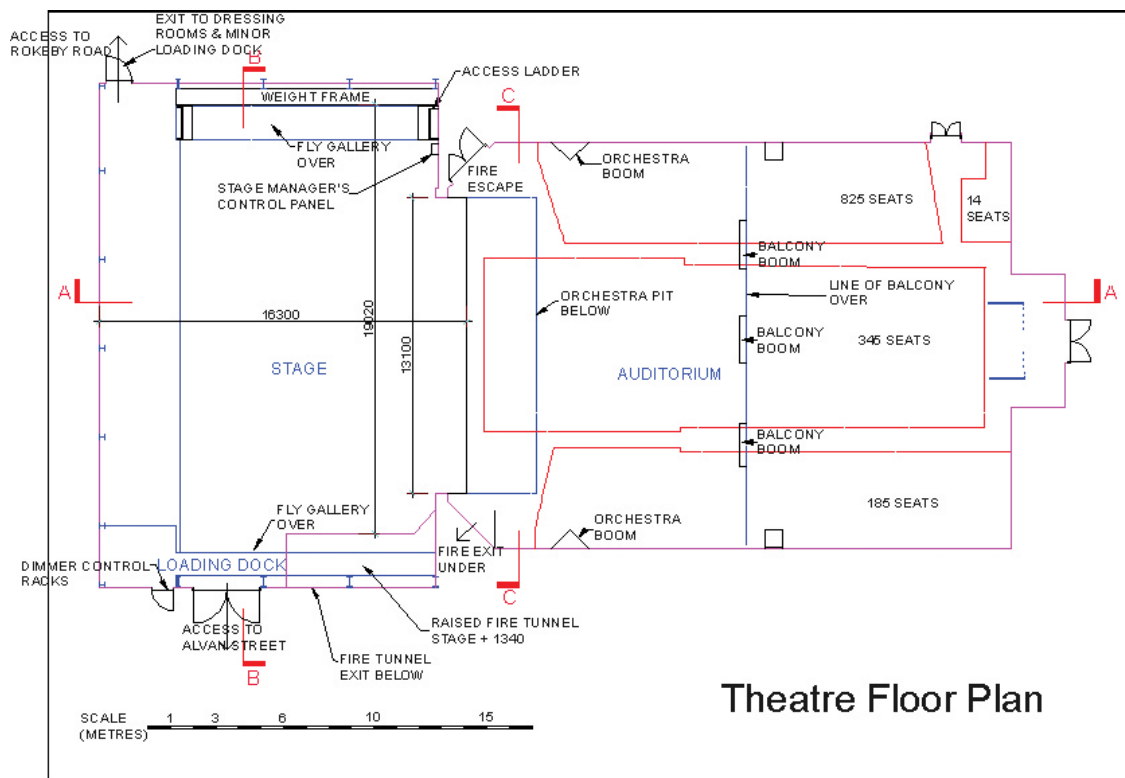 EXIT TO DRESSING
ROOMS & MINOR
LOADING DOCK
ACCESS TO
ROKEBY ROAD
B
ACCESS LADDER
WEIGHT FRAME
C
FLY GALLERY
OVER
ORCHESTRA
BOOM
FIRE
ESCAPE
STAGE MANAGER'S
CONTROL PANEL
825 SEATS
14
SEATS
BALCONY
BOOM
A
A
LINE OF BALCONY
OVER
ORCHESTRA PIT
BELOW
16300
19020
13100
BALCONY
BOOM
345 SEATS
STAGE
AUDITORIUM
BALCONY
BOOM
185 SEATS
FLY GALLERY
OVER
ORCHESTRA
BOOM
FIRE EXIT
UNDER
DIMMER CONTROL
RACKS
LOADING DOCK
C
ACCESS TO
ALVAN STREET
RAISED FIRE TUNNEL
STAGE + 1340
B
FIRE TUNNEL
EXIT BELOW
Theatre Floor Plan
SCALE
(METRES)
1 3 6 10 15